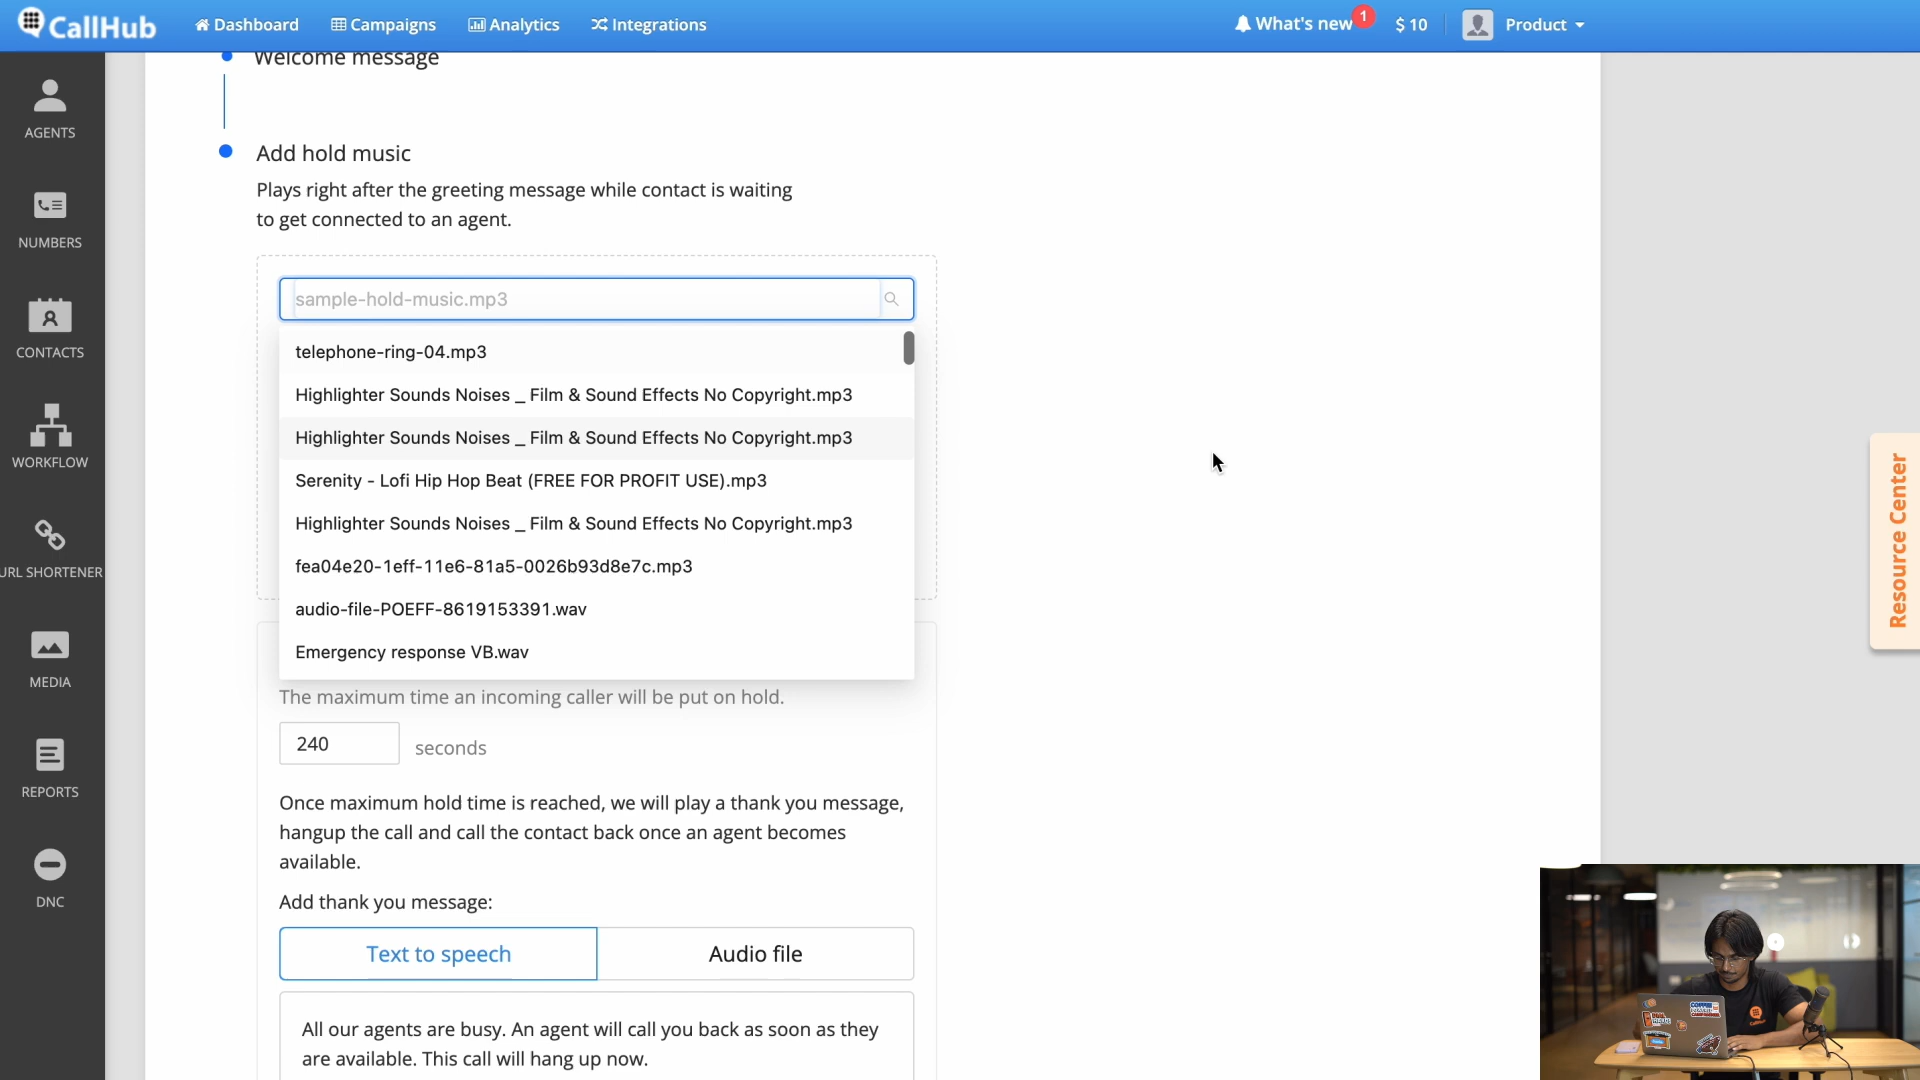 CallHub
Dashboard
Campaigns
Analytics
Integrations
What's new
1
$ 10
Product
AGENTS
NUMBERS
CONTACTS
WORKFLOW
URL SHORTENER
MEDIA
REPORTS
DNC
Welcome message
Add hold music
Plays right after the greeting message while contact is waiting
to get connected to an agent.
sample-hold-music.mp3
telephone-ring-04.mp3
Highlighter Sounds Noises _ Film & Sound Effects No Copyright.mp3
Highlighter Sounds Noises _ Film & Sound Effects No Copyright.mp3
Serenity - Lofi Hip Hop Beat (FREE FOR PROFIT USE).mp3
Highlighter Sounds Noises _ Film & Sound Effects No Copyright.mp3
fea04e20-1eff-11e6-81a5-0026b93d8e7c.mp3
audio-file-POEFF-8619153391.wav
Emergency response VB.wav
The maximum time an incoming caller will be put on hold.
240
seconds
Once maximum hold time is reached, we will play a thank you message,
hangup the call and call the contact back once an agent becomes
available.
Add thank you message:
Text to speech
Audio file
All our agents are busy. An agent will call you back as soon as they
are available. This call will hang up now.
Resource Center